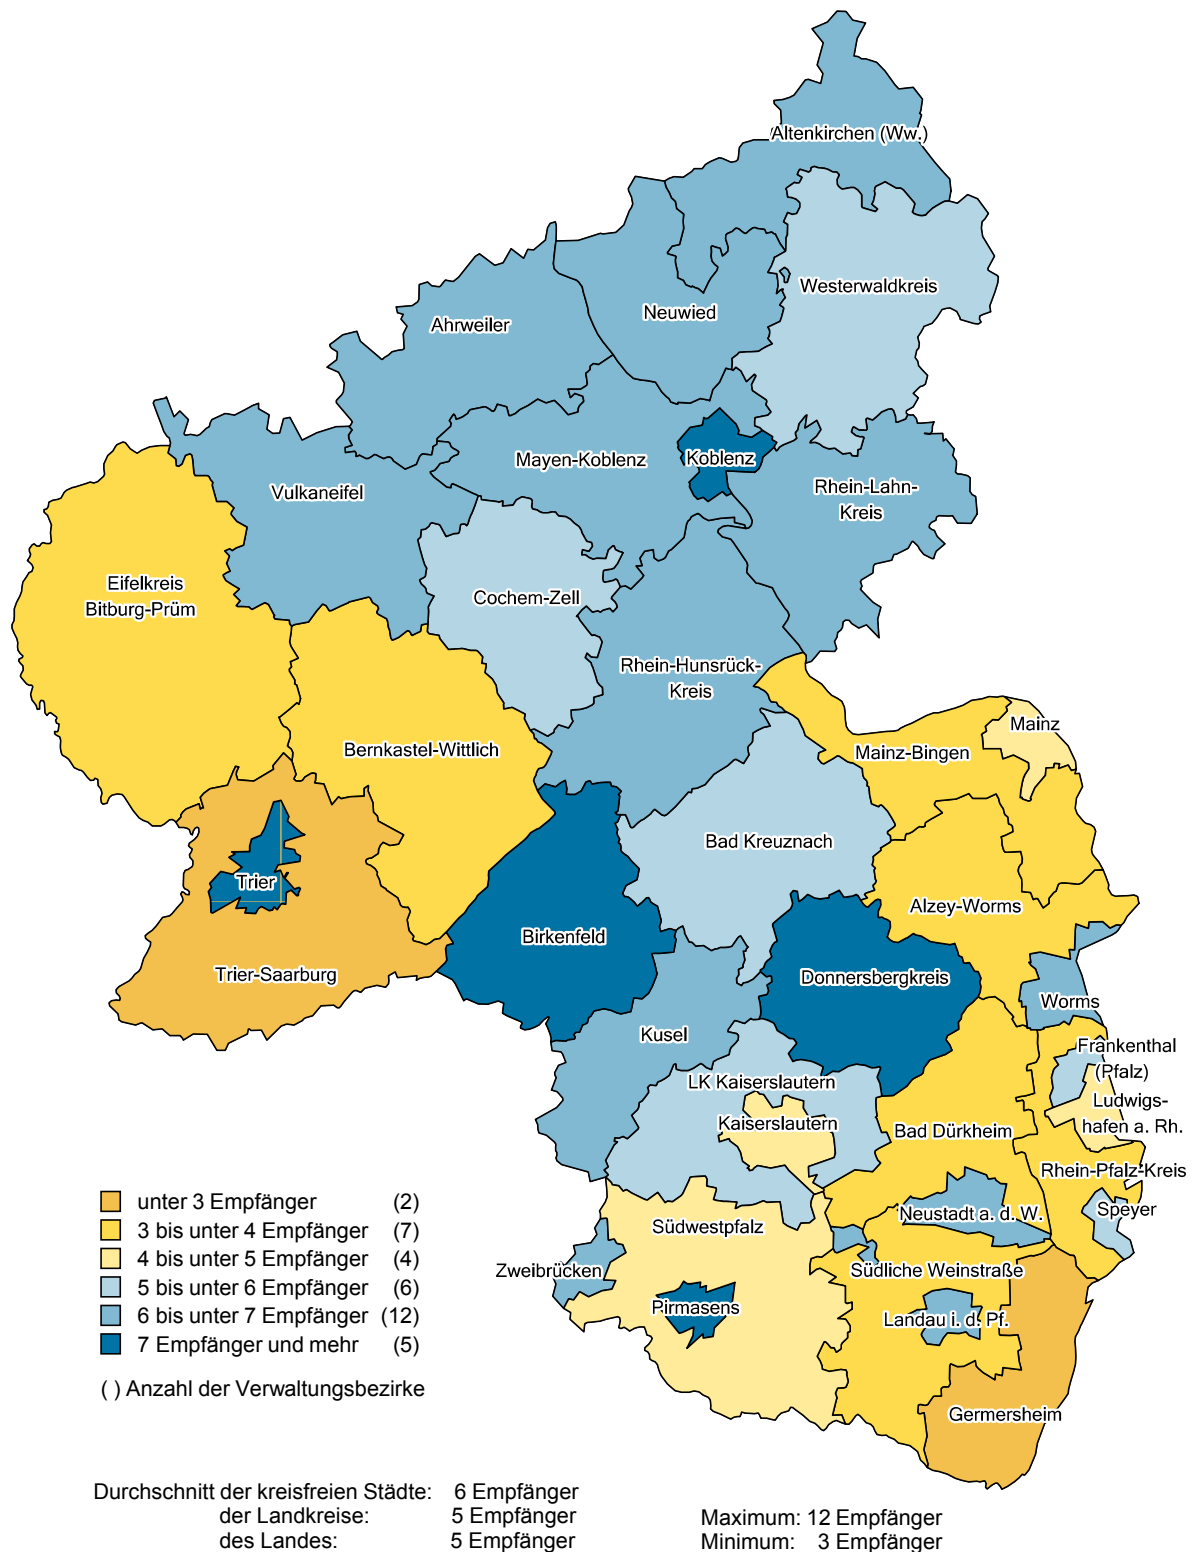 Altenkirchen (Ww.)
Westerwaldkreis
Neuwied
Ahrweiler
Mayen-Koblenz
Koblenz
Rhein-Lahn-
Kreis
Vulkaneifel
Eifelkreis
Bitburg-Prüm
Cochem-Zell
Rhein-Hunsrück-
Kreis
Mainz
Bernkastel-Wittlich
Mainz-Bingen
Bad Kreuznach
Trier
Alzey-Worms
Birkenfeld
Trier-Saarburg
Donnersbergkreis
Worms
Kusel
Frankenthal
(Pfalz)
LK Kaiserslautern
Ludwigs-
hafen a. Rh.
Kaiserslautern
Bad Dürkheim
Rhein-Pfalz-Kreis
Neustadt a. d. W.
Speyer
Südwestpfalz
Zweibrücken
Südliche Weinstraße
Pirmasens
Landau i. d. Pf.
Germersheim
unter 3 Empfänger (2)
3 bis unter 4 Empfänger (7)
4 bis unter 5 Empfänger (4)
5 bis unter 6 Empfänger (6)
6 bis unter 7 Empfänger (12)
7 Empfänger und mehr (5)
( ) Anzahl der Verwaltungsbezirke
Durchschnitt der kreisfreien Städte: 6 Empfänger
der Landkreise: 5 Empfänger
des Landes: 5 Empfänger
Maximum: 12 Empfänger
Minimum: 3 Empfänger